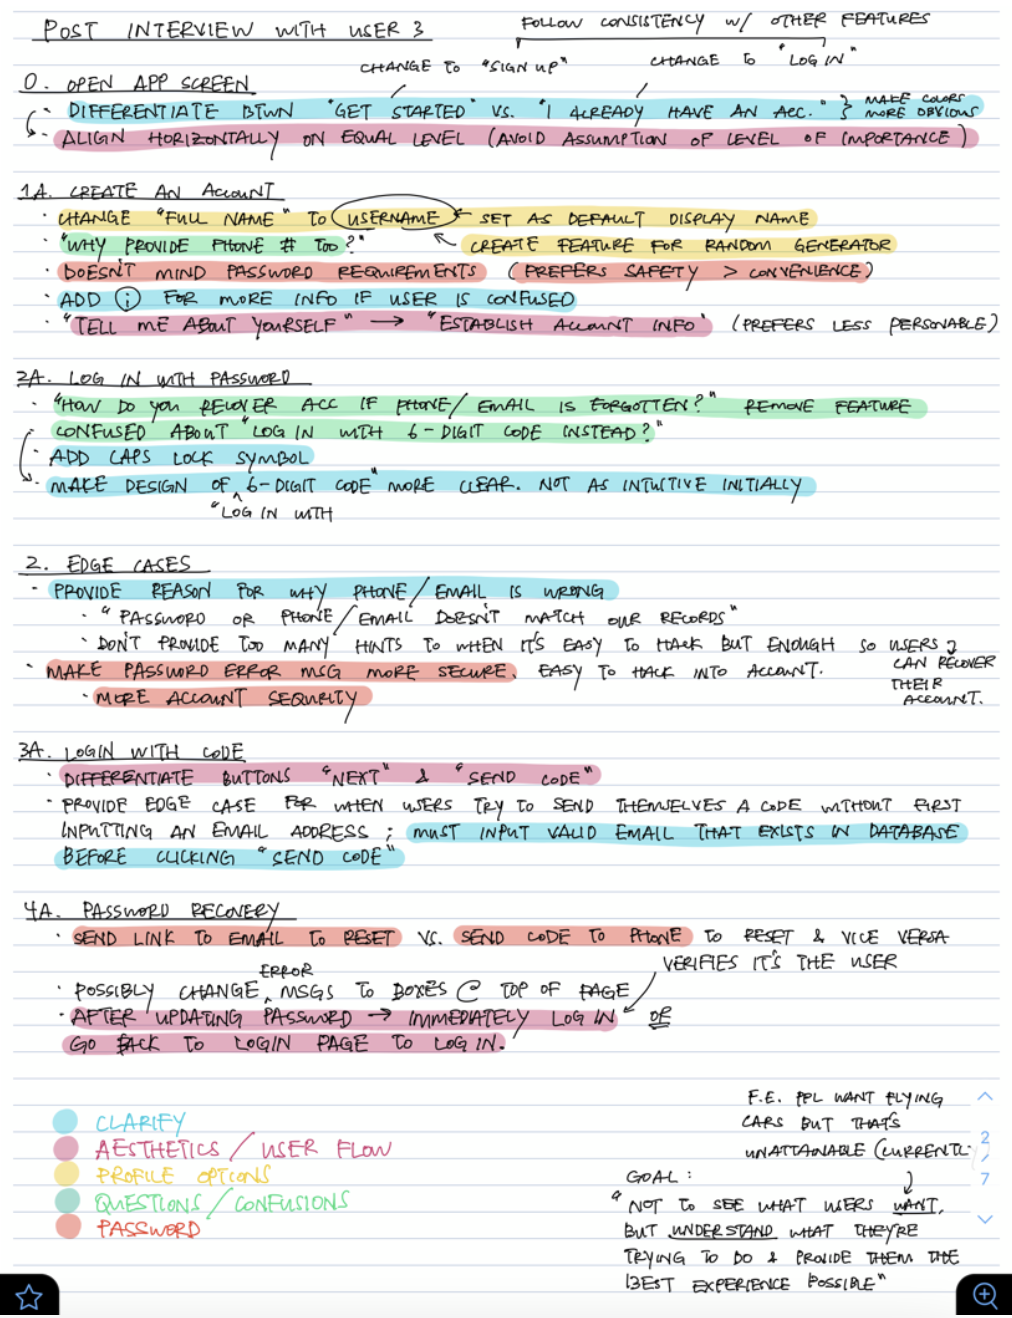 POST INTERVIEW WITH USER 3
FOLLOW CONSISTENCY W/ OTHER FEATURES
CHANGE TO "SIGN UP"
CHANGE TO "LOG IN"
0. OPEN APP SCREEN
· DIFFERENTIATE BTWN "GET STARTED" VS. "I ALREADY HAVE AN ACC." } MAKE COLORS
MORE OBVIOUS
· ALIGN HORIZONTALLY ON EQUAL LEVEL (AVOID ASSUMPTION OF LEVEL OF IMPORTANCE)
1A. CREATE AN ACCOUNT
· CHANGE "FULL NAME" TO USERNAME ← SET AS DEFAULT DISPLAY NAME
· "WHY PROVIDE PHONE # TOO?" CREATE FEATURE FOR RANDOM GENERATOR
· DOESN'T MIND PASSWORD REQUIREMENTS (PREFERS SAFETY > CONVENIENCE)
· ADD ⓘ FOR MORE INFO IF USER IS CONFUSED
· "TELL ME ABOUT YOURSELF" → "ESTABLISH ACCOUNT INFO" (PREFERS LESS PERSONABLE)
2A. LOG IN WITH PASSWORD
· "HOW DO YOU RECOVER ACC IF PHONE/EMAIL IS FORGOTTEN?" REMOVE FEATURE
· CONFUSED ABOUT "LOG IN WITH 6-DIGIT CODE INSTEAD?"
· ADD CAPS LOCK SYMBOL
· MAKE DESIGN OF ^ 6-DIGIT CODE" MORE CLEAR. NOT AS INTUITIVE INITIALLY
"LOG IN WITH
2. EDGE CASES
· PROVIDE REASON FOR WHY PHONE/EMAIL IS WRONG
· "PASSWORD OR PHONE/EMAIL DOESN'T MATCH OUR RECORDS"
· DON'T PROVIDE TOO MANY HINTS TO WHEN IT'S EASY TO HACK BUT ENOUGH SO USERS
CAN RECOVER
THEIR
ACCOUNT.
· MAKE PASSWORD ERROR MSG MORE SECURE. EASY TO HACK INTO ACCOUNT.
· MORE ACCOUNT SEQURITY
3A. LOGIN WITH CODE
· DIFFERENTIATE BUTTONS "NEXT" & "SEND CODE"
· PROVIDE EDGE CASE FOR WHEN USERS TRY TO SEND THEMSELVES A CODE WITHOUT FIRST
INPUTTING AN EMAIL ADDRESS; MUST INPUT VALID EMAIL THAT EXISTS IN DATABASE
BEFORE CLICKING "SEND CODE"
4A. PASSWORD RECOVERY
· SEND LINK TO EMAIL TO RESET VS. SEND CODE TO PHONE TO RESET & VICE VERSA
VERIFIES IT'S THE USER
ERROR
· POSSIBLY CHANGE ^ MSGS TO BOXES @ TOP OF PAGE
· AFTER UPDATING PASSWORD → IMMEDIATELY LOG IN OR
GO BACK TO LOGIN PAGE TO LOG IN.
CLARIFY
AESTHETICS / USER FLOW
PROFILE OPTIONS
QUESTIONS / CONFUSIONS
PASSWORD
F.E. PPL WANT FLYING
CARS BUT THAT'S
UNATTAINABLE (CURRENTL
GOAL:
"NOT TO SEE WHAT USERS WANT,
BUT UNDERSTAND WHAT THEY'RE
TRYING TO DO & PROVIDE THEM THE
BEST EXPERIENCE POSSIBLE"
2
7